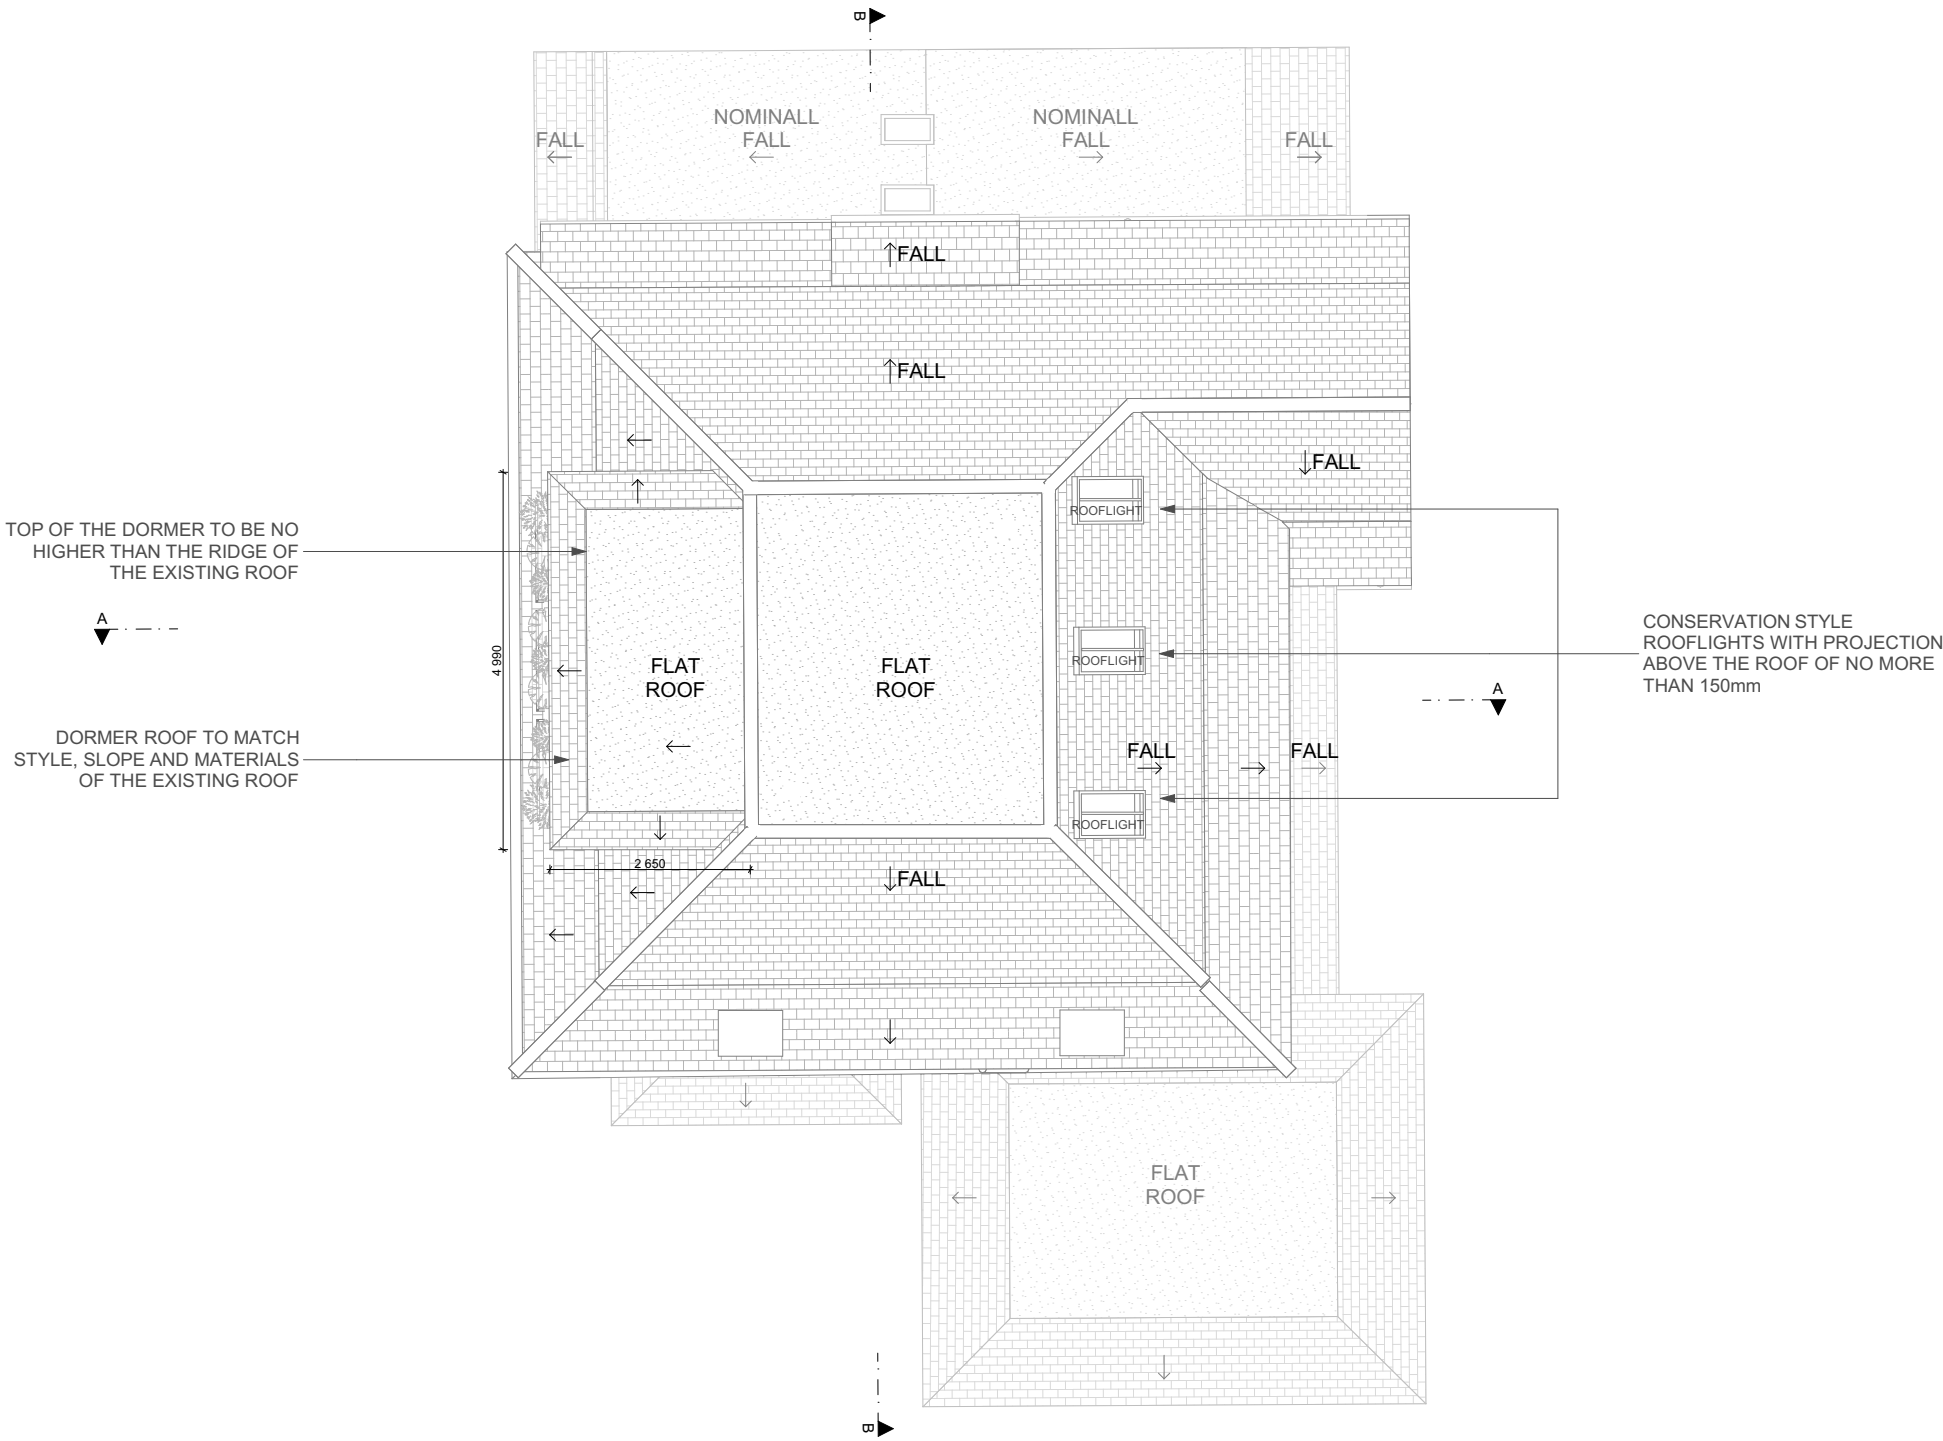 B
NOMINALL
FALL
NOMINALL
FALL
FALL
FALL
FALL
FALL
FALL
ROOFLIGHT
TOP OF THE DORMER TO BE NO
HIGHER THAN THE RIDGE OF
THE EXISTING ROOF
A
4 990
FLAT
ROOF
FLAT
ROOF
ROOFLIGHT
CONSERVATION STYLE
ROOFLIGHTS WITH PROJECTION
ABOVE THE ROOF OF NO MORE
THAN 150mm
A
DORMER ROOF TO MATCH
STYLE, SLOPE AND MATERIALS
OF THE EXISTING ROOF
FALL
FALL
ROOFLIGHT
2 650
FALL
FLAT
ROOF
B